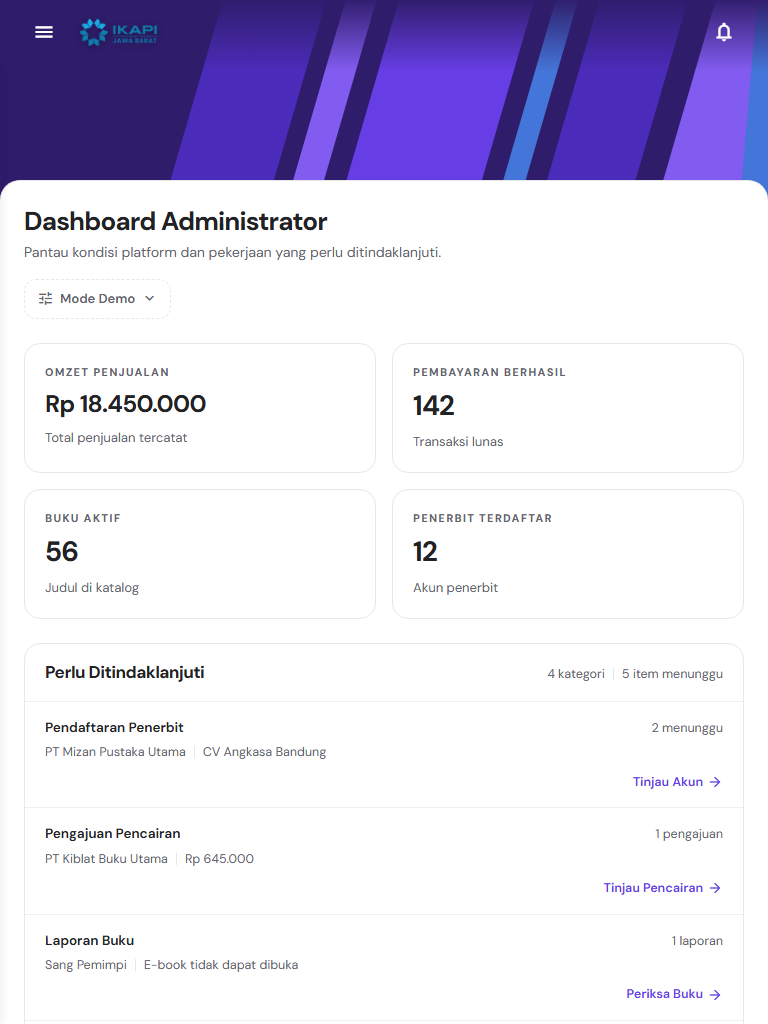 IKAPI
JAWA BARAT
Dashboard Administrator
Pantau kondisi platform dan pekerjaan yang perlu ditindaklanjuti.
Mode Demo
OMZET PENJUALAN
Rp 18.450.000
Total penjualan tercatat
PEMBAYARAN BERHASIL
142
Transaksi lunas
BUKU AKTIF
56
Judul di katalog
PENERBIT TERDAFTAR
12
Akun penerbit
Perlu Ditindaklanjuti
4 kategori | 5 item menunggu
Pendaftaran Penerbit
2 menunggu
PT Mizan Pustaka Utama | CV Angkasa Bandung
Tinjau Akun →
Pengajuan Pencairan
1 pengajuan
PT Kiblat Buku Utama | Rp 645.000
Tinjau Pencairan →
Laporan Buku
1 laporan
Sang Pemimpi | E-book tidak dapat dibuka
Periksa Buku →